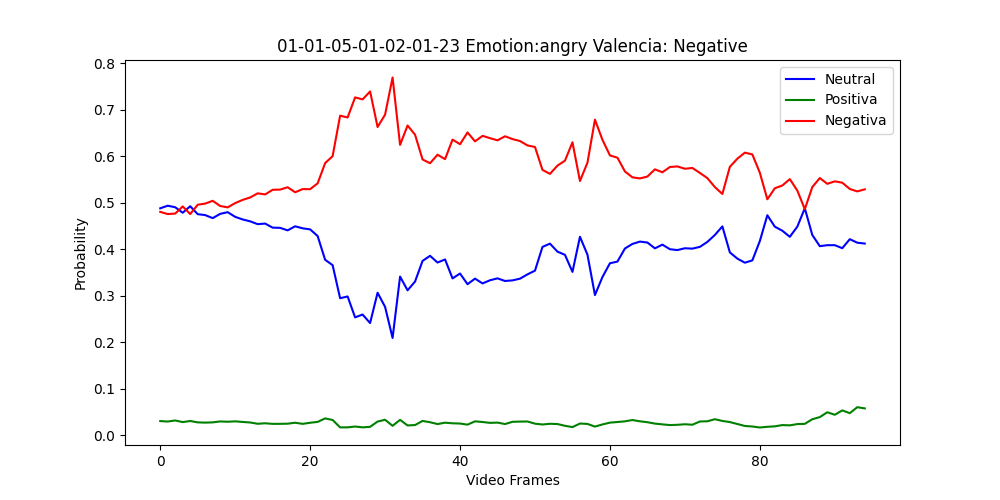 01-01-05-01-02-01-23 Emotion:angry Valencia: Negative
Neutral
Positiva
Negativa
Probability
0.8
0.7
0.6
0.5
0.4
0.3
0.2
0.1
0.0
0 20 40 60 80
Video Frames